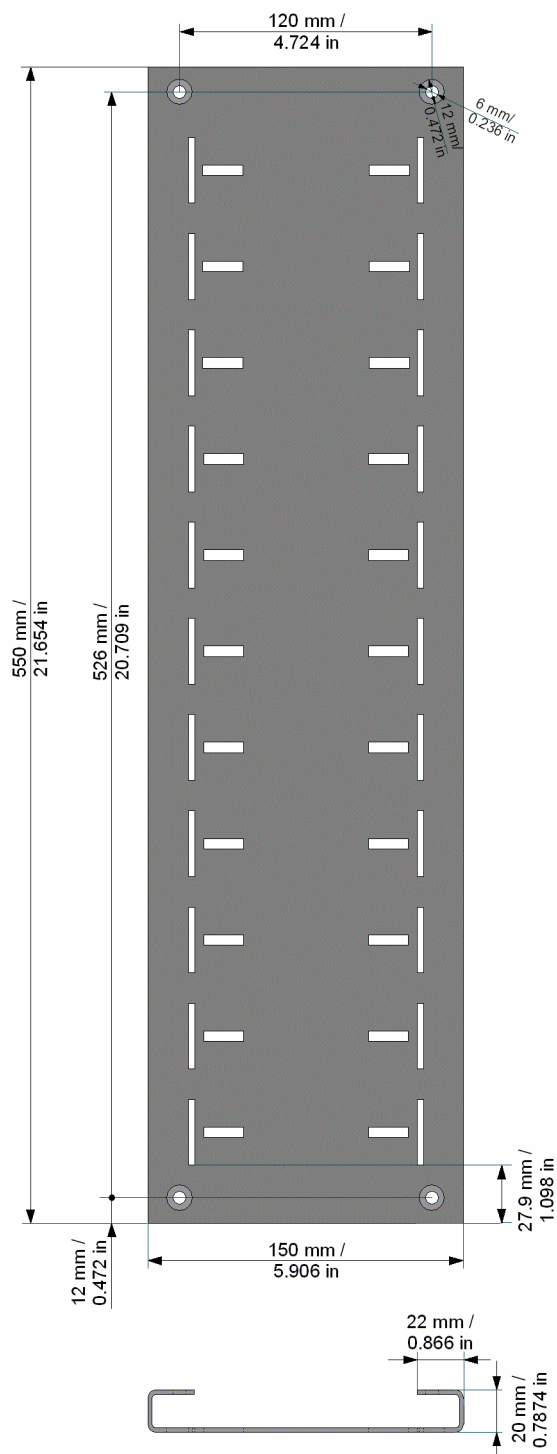 120 mm /
4.724 in
6 mm/
0.236 in
12 mm/
0.472 in
550 mm /
21.654 in
526 mm /
20.709 in
27.9 mm /
1.098 in
12 mm /
0.472 in
150 mm /
5.906 in
22 mm /
0.866 in
20 mm /
0.7874 in